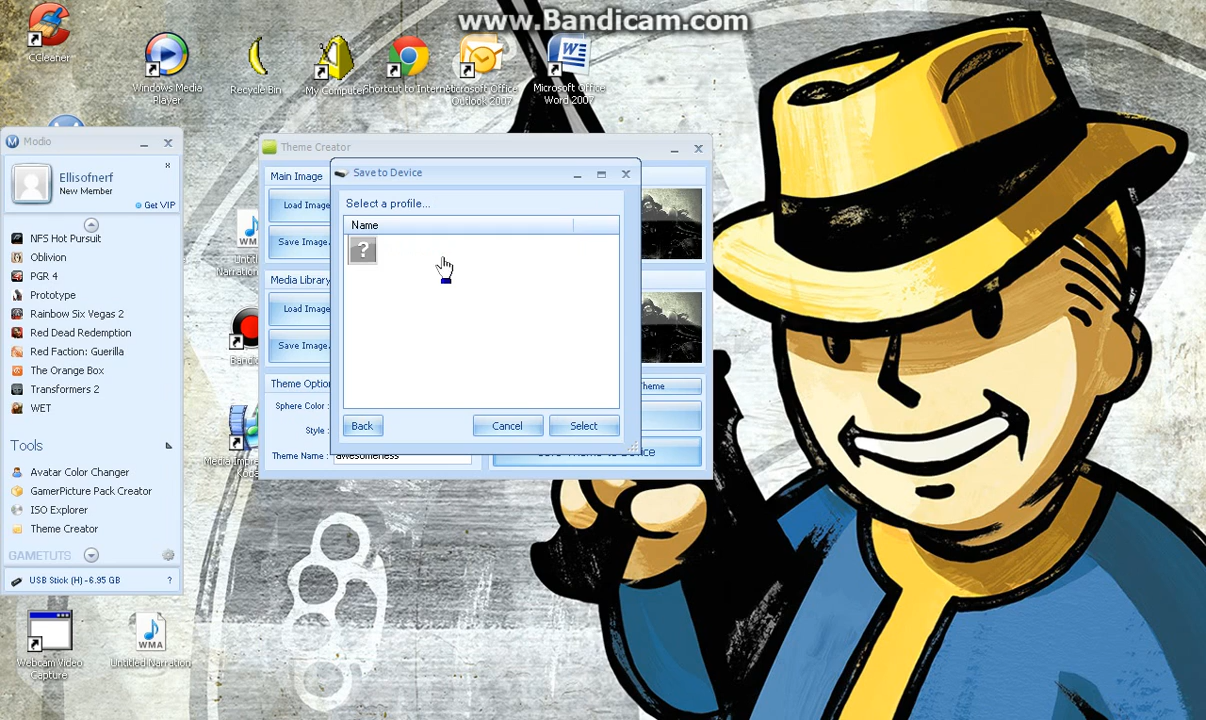 www.Bandicam.com
CCleaner
Windows Media
Player
Recycle Bin
My Computer
Microsoft Office
Outlook 2007
Microsoft Office
Word 2007
Modio
Ellisofnerf
New Member
Get VIP
NFS Hot Pursuit
Oblivion
PGR 4
Prototype
Rainbow Six Vegas 2
Red Dead Redemption
Red Faction: Guerilla
The Orange Box
Transformers 2
WET
Tools
Avatar Color Changer
GamerPicture Pack Creator
ISO Explorer
Theme Creator
GAMETUTS
USB Stick (H) - 6.95 GB
?
Theme Creator
Main Image
Load Image
Save Image.
Media Library
Load Image
Save Image.
Sphere Color :
Style :
Theme Name :
awesomeness
Theme
Save to Device
Select a profile...
Name
?
Back
Cancel
Select
WMA
Webcam Video
Capture
Untitled Narration